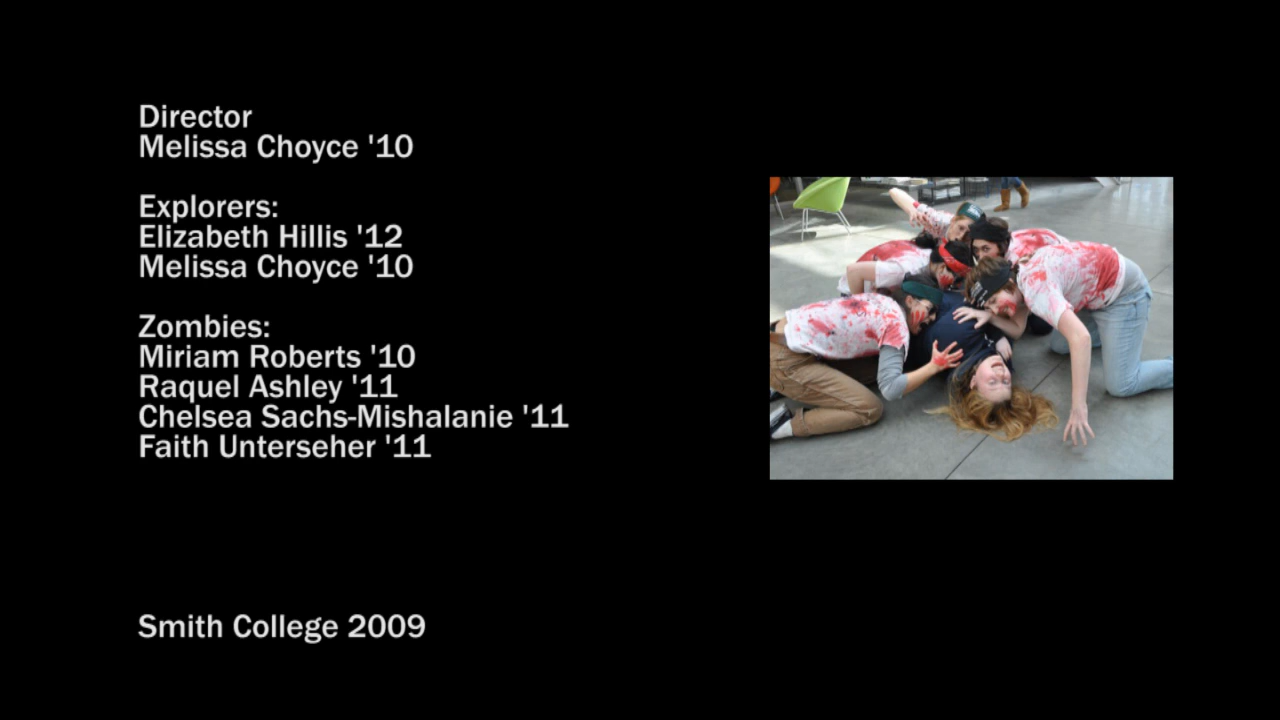 Director
Melissa Choyce '10
Explorers:
Elizabeth Hillis '12
Melissa Choyce '10
Zombies:
Miriam Roberts '10
Raquel Ashley '11
Chelsea Sachs-Mishalanie '11
Faith Unterseher '11
Smith College 2009